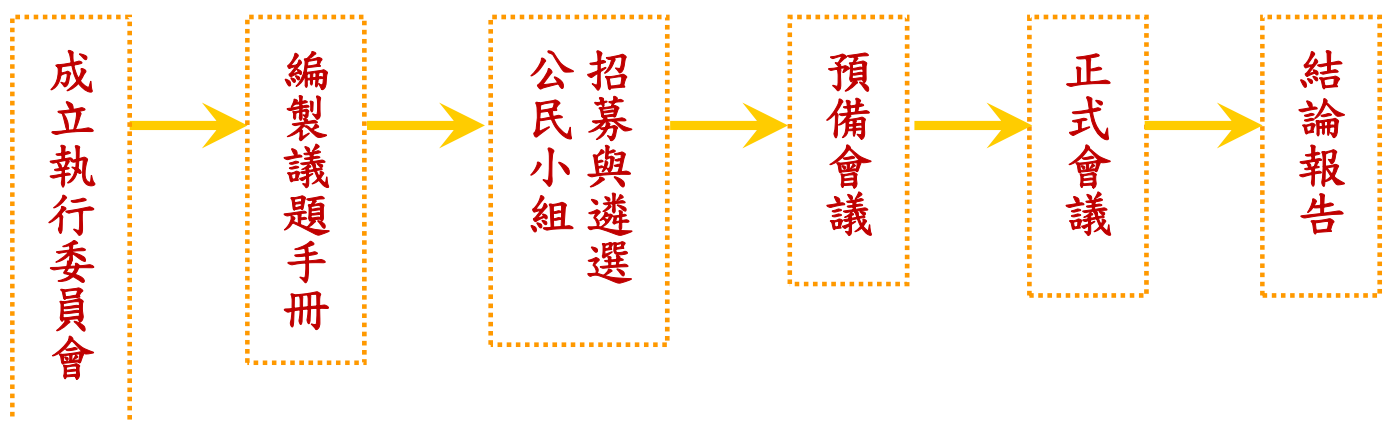 成立執行委員會
編製議題手冊
招募與遴選
公民小組
預備會議
正式會議
結論報告